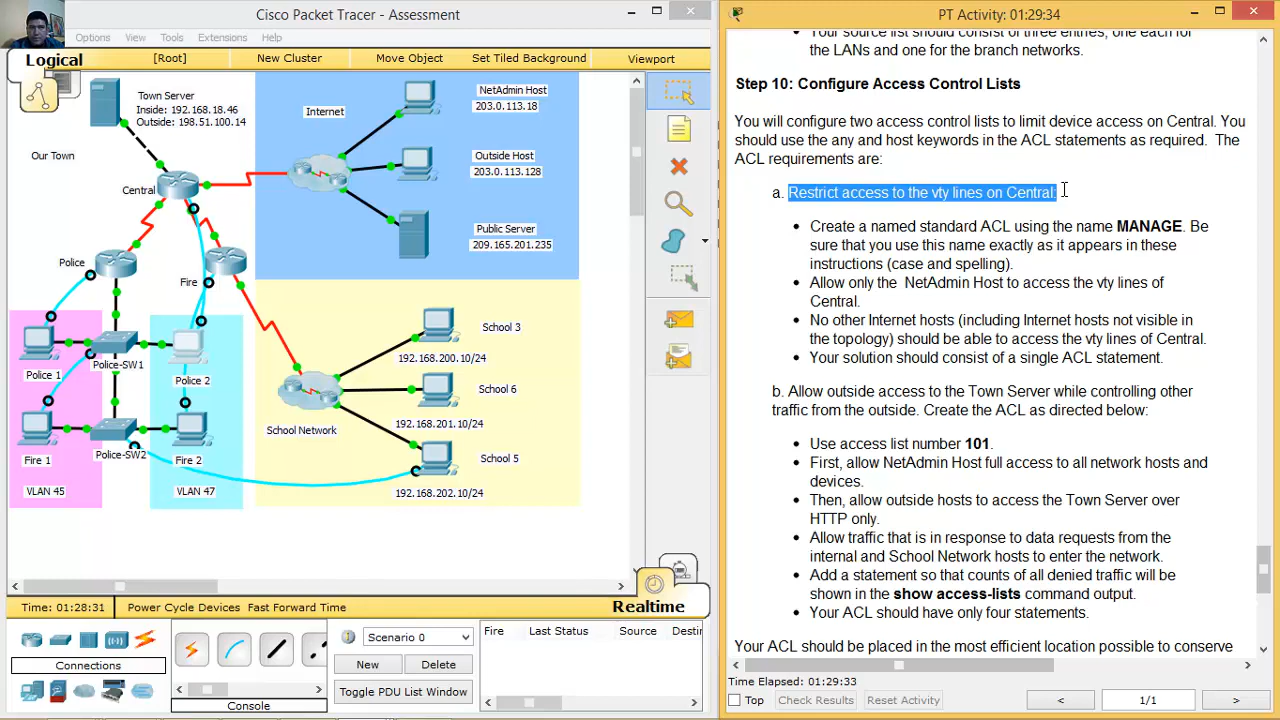 Cisco Packet Tracer - Assessment
Options View Tools Extensions Help
Logical [Root] New Cluster Move Object Set Tiled Background Viewport
Town Server
Inside: 192.168.18.46
Outside: 198.51.100.14
Our Town
Central
Internet
NetAdmin Host
203.0.113.18
Outside Host
203.0.113.128
Public Server
209.165.201.235
Police
Fire
Police 1
Police-SW1
Police 2
Fire 1
Police-SW2
Fire 2
VLAN 45
VLAN 47
School 3
192.168.200.10/24
School 6
192.168.201.10/24
School Network
School 5
192.168.202.10/24
Time: 01:28:31 Power Cycle Devices Fast Forward Time Realtime
Connections
Console
Scenario 0
New Delete
Toggle PDU List Window
Fire Last Status Source Destir
PT Activity: 01:29:34
Your source list should consist of three entries, one each for
the LANs and one for the branch networks.
Step 10: Configure Access Control Lists
You will configure two access control lists to limit device access on Central. You
should use the any and host keywords in the ACL statements as required. The
ACL requirements are:
a. Restrict access to the vty lines on Central:
• Create a named standard ACL using the name MANAGE. Be
sure that you use this name exactly as it appears in these
instructions (case and spelling).
• Allow only the NetAdmin Host to access the vty lines of
Central.
• No other Internet hosts (including Internet hosts not visible in
the topology) should be able to access the vty lines of Central.
• Your solution should consist of a single ACL statement.
b. Allow outside access to the Town Server while controlling other
traffic from the outside. Create the ACL as directed below:
• Use access list number 101.
• First, allow NetAdmin Host full access to all network hosts and
devices.
• Then, allow outside hosts to access the Town Server over
HTTP only.
• Allow traffic that is in response to data requests from the
internal and School Network hosts to enter the network.
• Add a statement so that counts of all denied traffic will be
shown in the show access-lists command output.
• Your ACL should have only four statements.
Your ACL should be placed in the most efficient location possible to conserve
Time Elapsed: 01:29:33
Top Check Results Reset Activity < 1/1 >